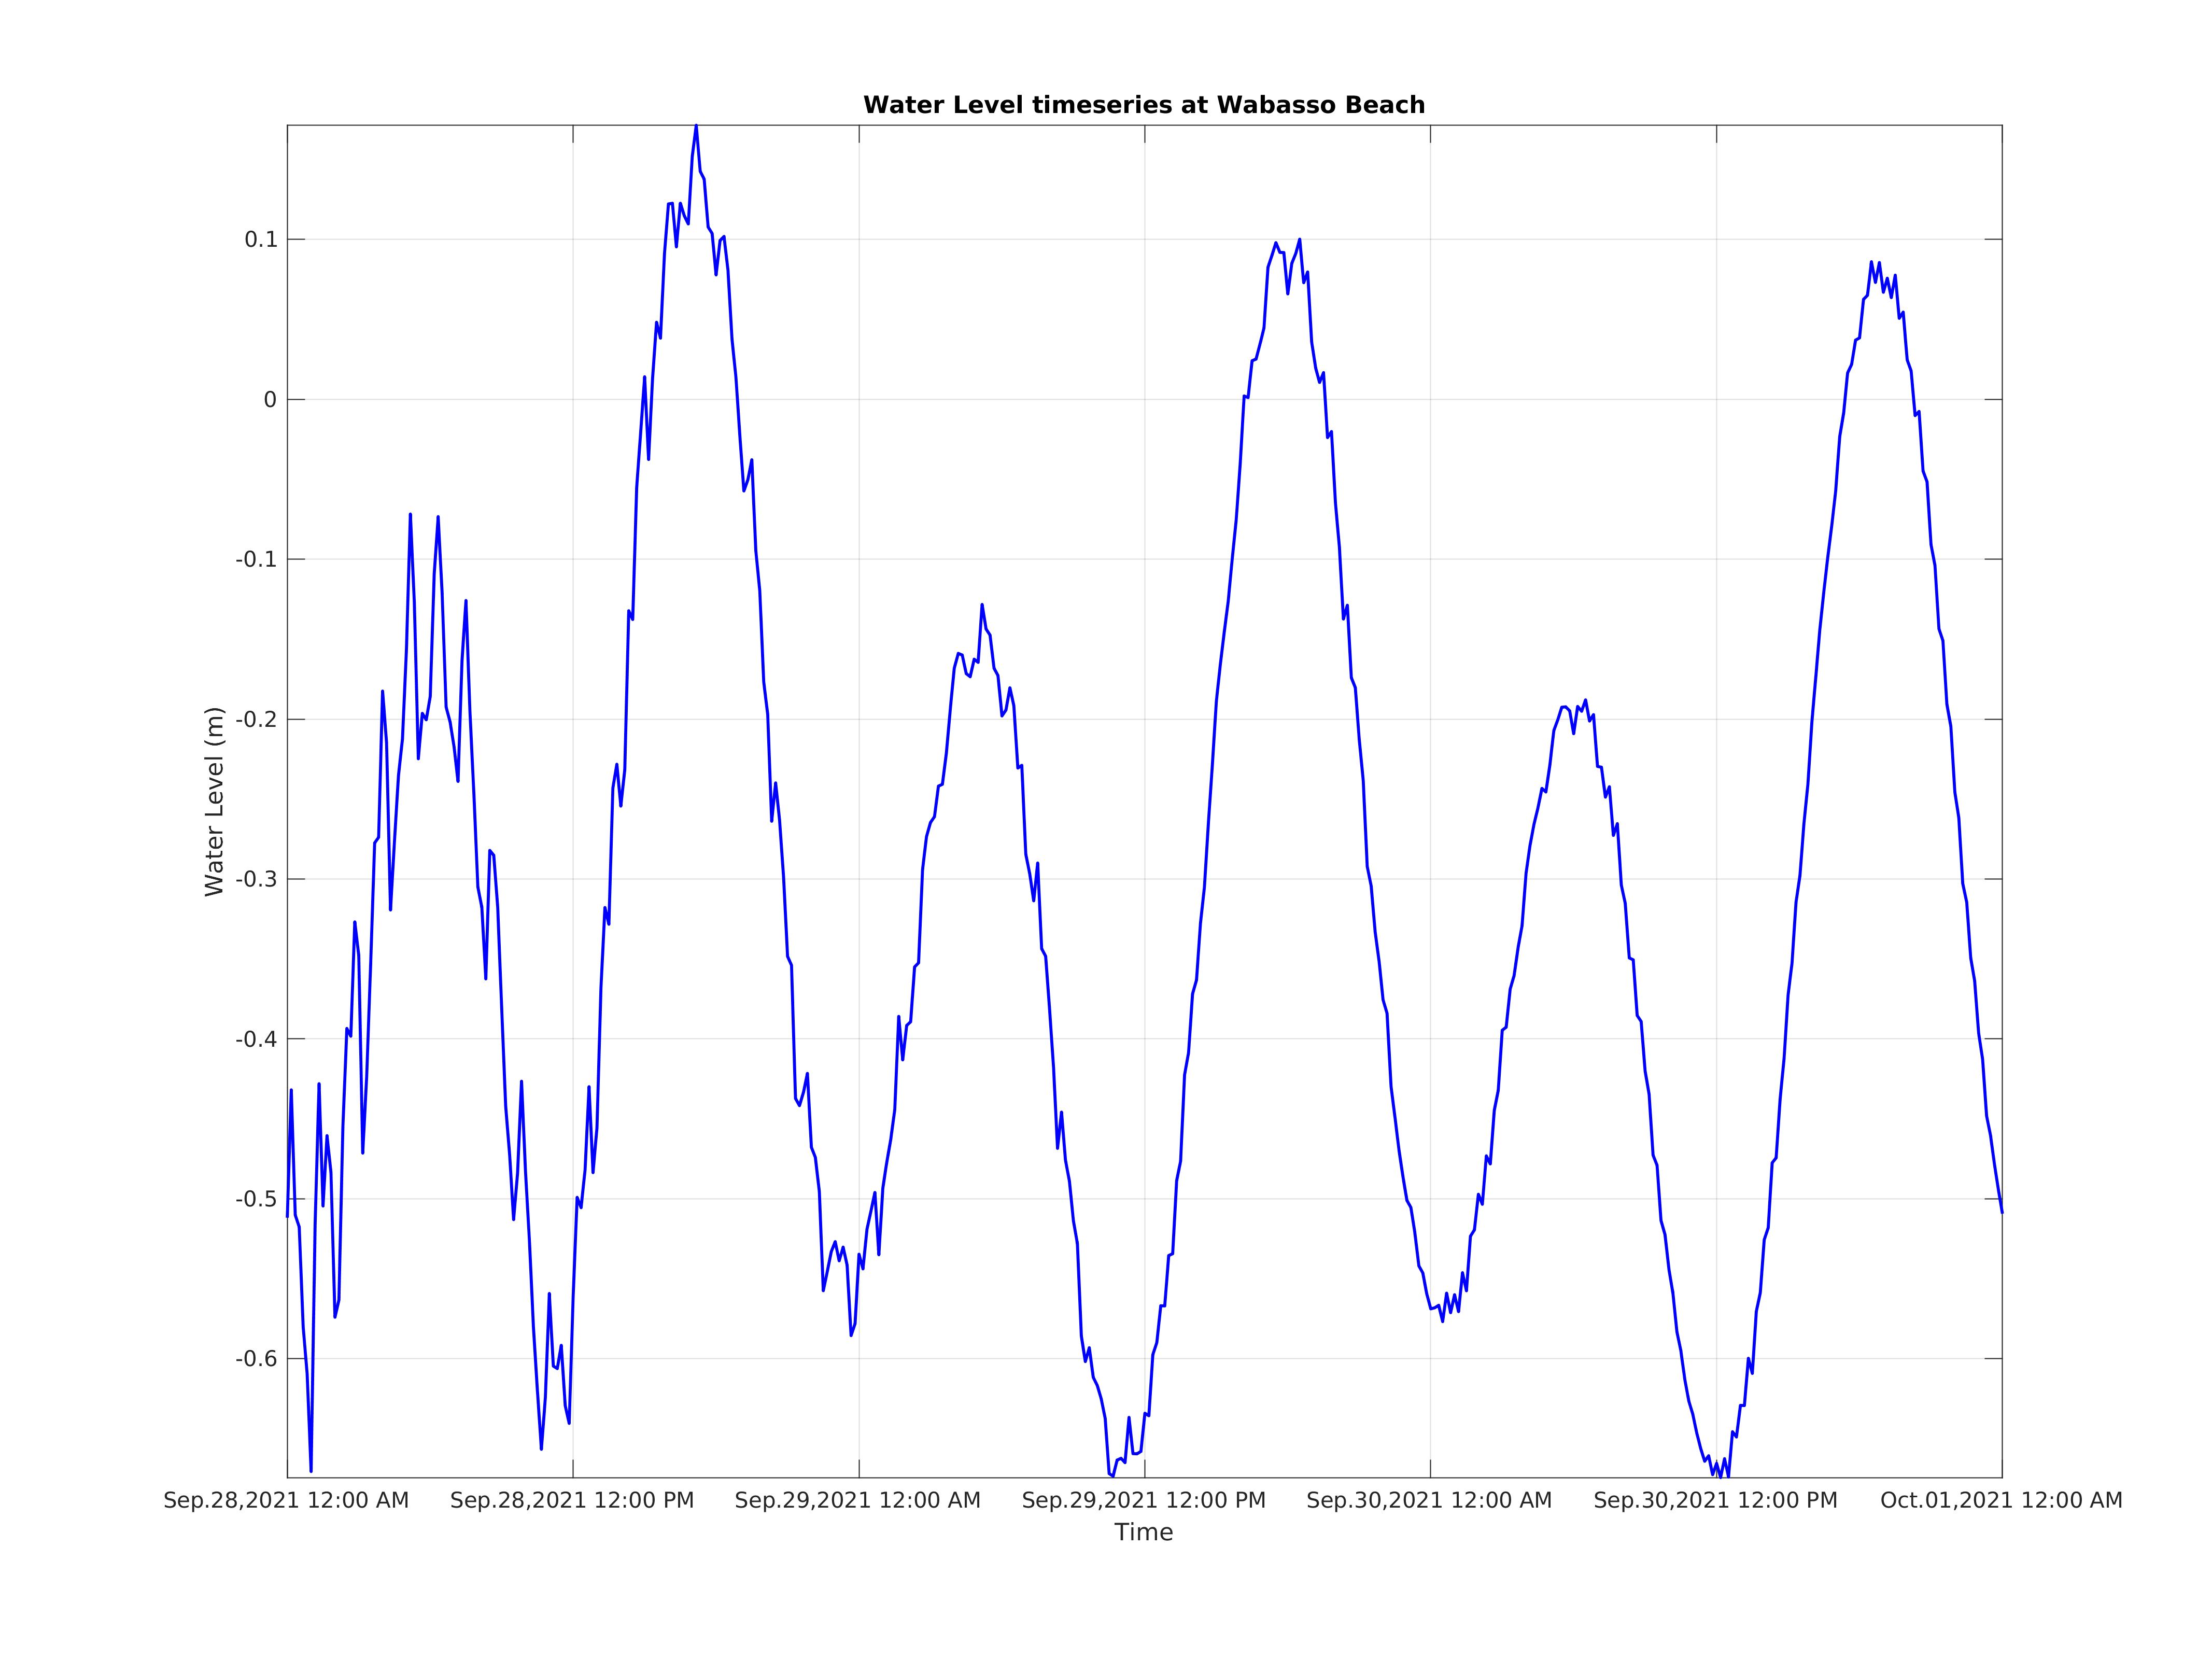 Water Level timeseries at Wabasso Beach
0.1
0
-0.1
-0.2
-0.3
-0.4
-0.5
-0.6
Water Level (m)
Sep.28,2021 12:00 AM
Sep.28,2021 12:00 PM
Sep.29,2021 12:00 AM
Sep.29,2021 12:00 PM
Sep.30,2021 12:00 AM
Sep.30,2021 12:00 PM
Oct.01,2021 12:00 AM
Time